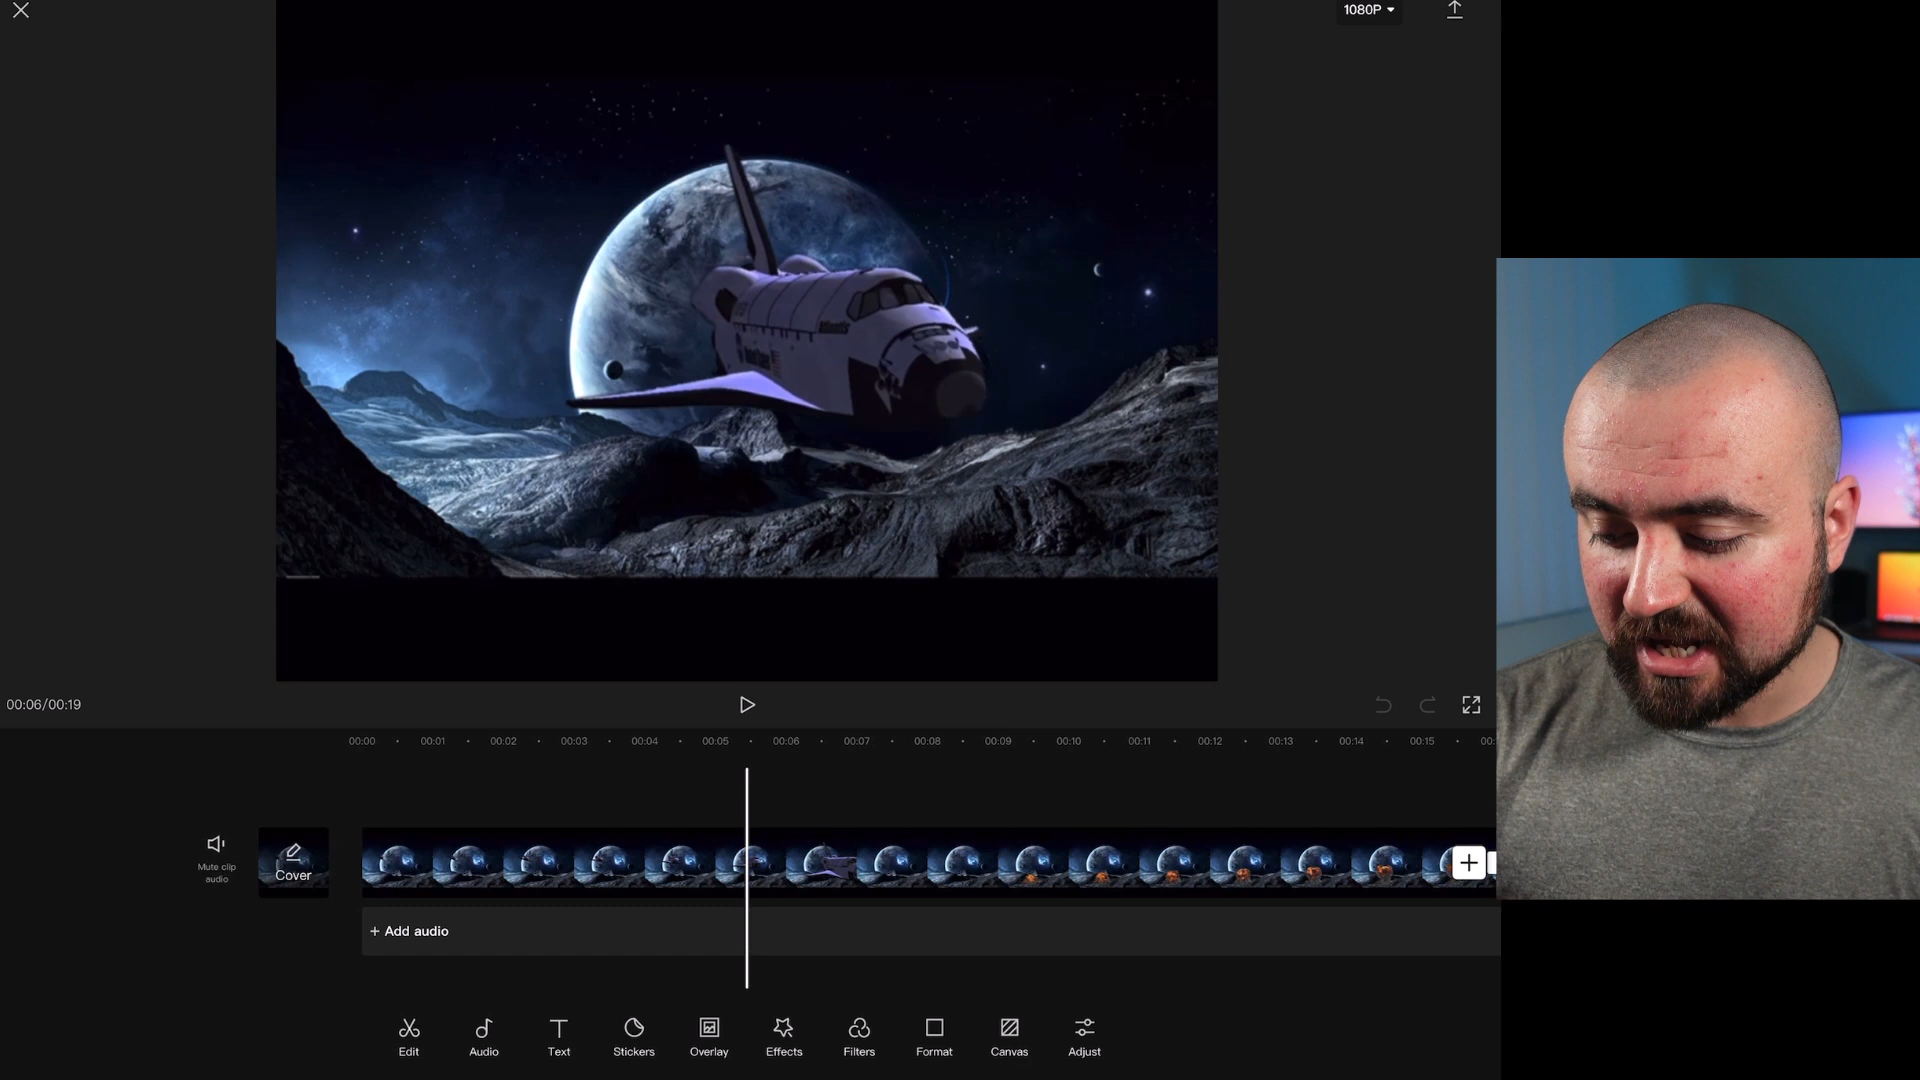 1080P
Atlantis
00:06/00:19
00:00 00:01 00:02 00:03 00:04 00:05 00:06 00:07 00:08 00:09 00:10 00:11 00:12 00:13 00:14 00:15 00:
Mute clip
audio
Cover
+ Add audio
Edit Audio Text Stickers Overlay Effects Filters Format Canvas Adjust